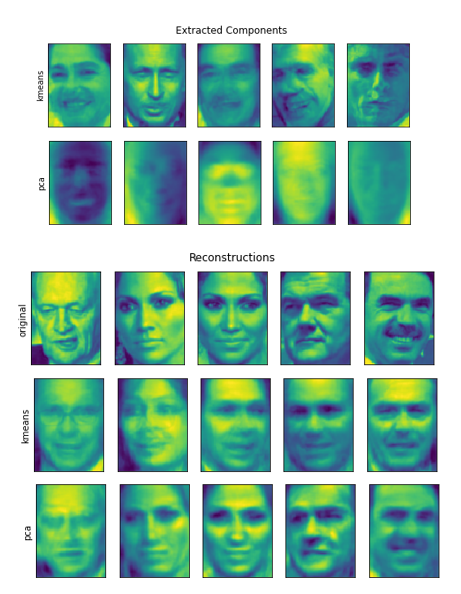 Extracted Components
kmeans
pca
Reconstructions
original
kmeans
pca